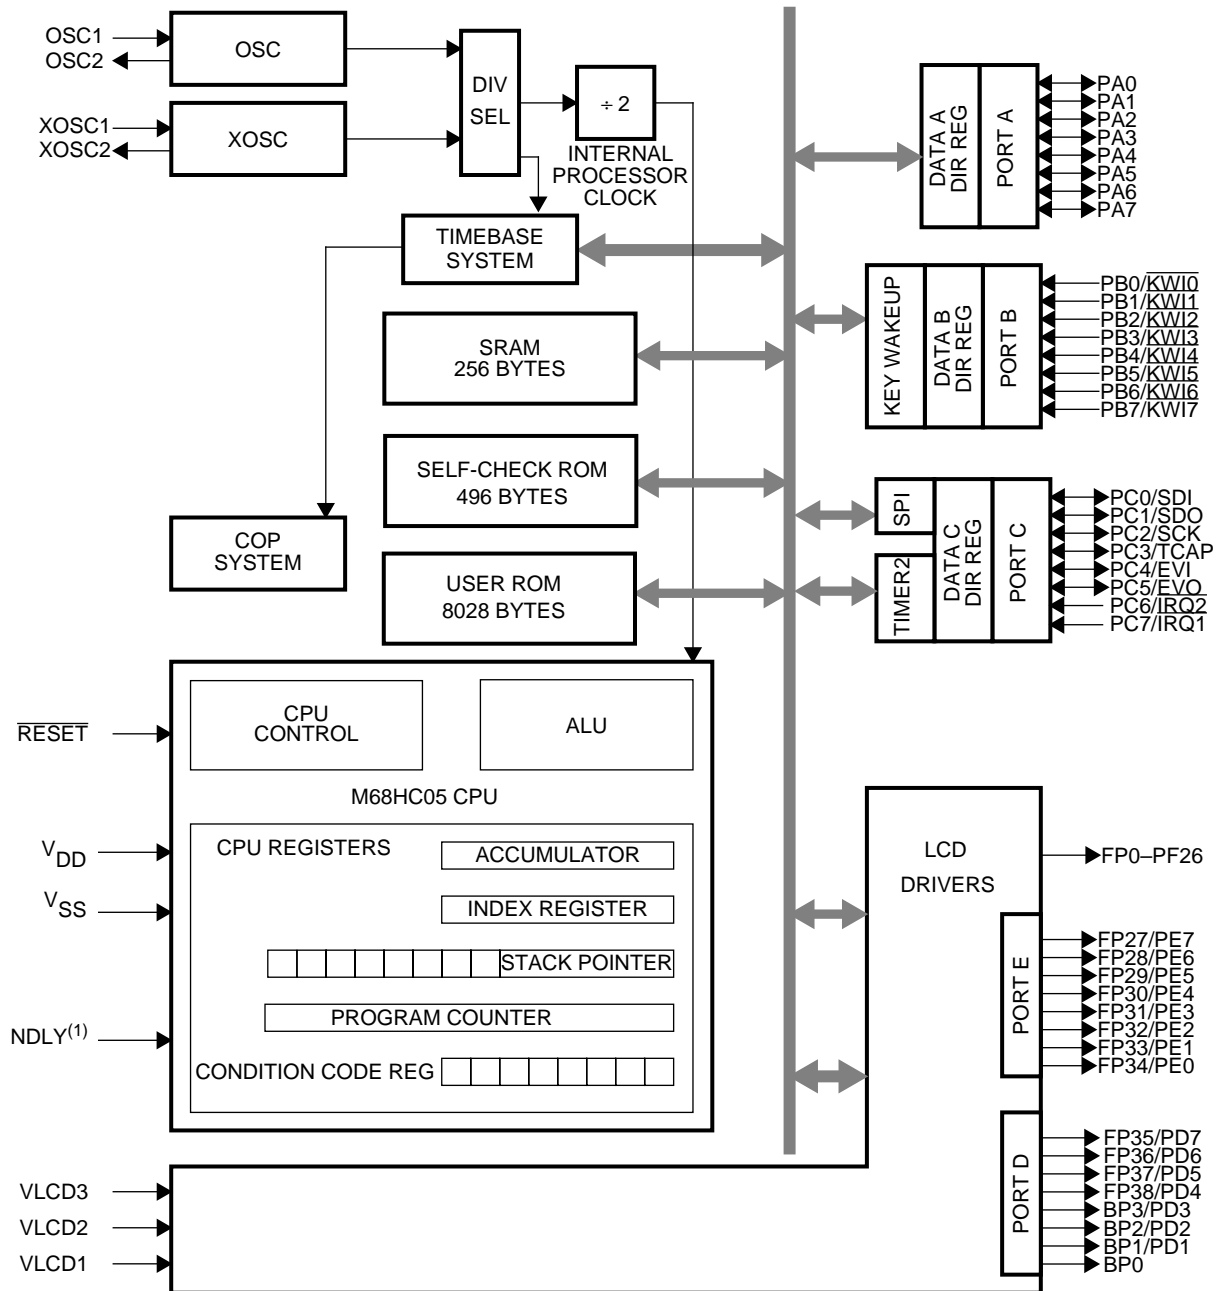 OSC1
OSC2
OSC
XOSC1
XOSC2
XOSC
DIV
SEL
÷ 2
INTERNAL
PROCESSOR
CLOCK
TIMEBASE
SYSTEM
SRAM
256 BYTES
SELF-CHECK ROM
496 BYTES
COP
SYSTEM
USER ROM
8028 BYTES
RESET
CPU
CONTROL
ALU
M68HC05 CPU
VDD
VSS
NDLY(1)
CPU REGISTERS
ACCUMULATOR
INDEX REGISTER
STACK POINTER
PROGRAM COUNTER
CONDITION CODE REG
VLCD3
VLCD2
VLCD1
DATA A
DIR REG
PORT A
PA0
PA1
PA2
PA3
PA4
PA5
PA6
PA7
KEY WAKEUP
DATA B
DIR REG
PORT B
PB0/KWI0
PB1/KWI1
PB2/KWI2
PB3/KWI3
PB4/KWI4
PB5/KWI5
PB6/KWI6
PB7/KWI7
SPI
TIMER2
DATA C
DIR REG
PORT C
PC0/SDI
PC1/SDO
PC2/SCK
PC3/TCAP
PC4/EVI
PC5/EVO
PC6/IRQ2
PC7/IRQ1
LCD
DRIVERS
FP0–PF26
PORT E
FP27/PE7
FP28/PE6
FP29/PE5
FP30/PE4
FP31/PE3
FP32/PE2
FP33/PE1
FP34/PE0
PORT D
FP35/PD7
FP36/PD6
FP37/PD5
FP38/PD4
BP3/PD3
BP2/PD2
BP1/PD1
BP0